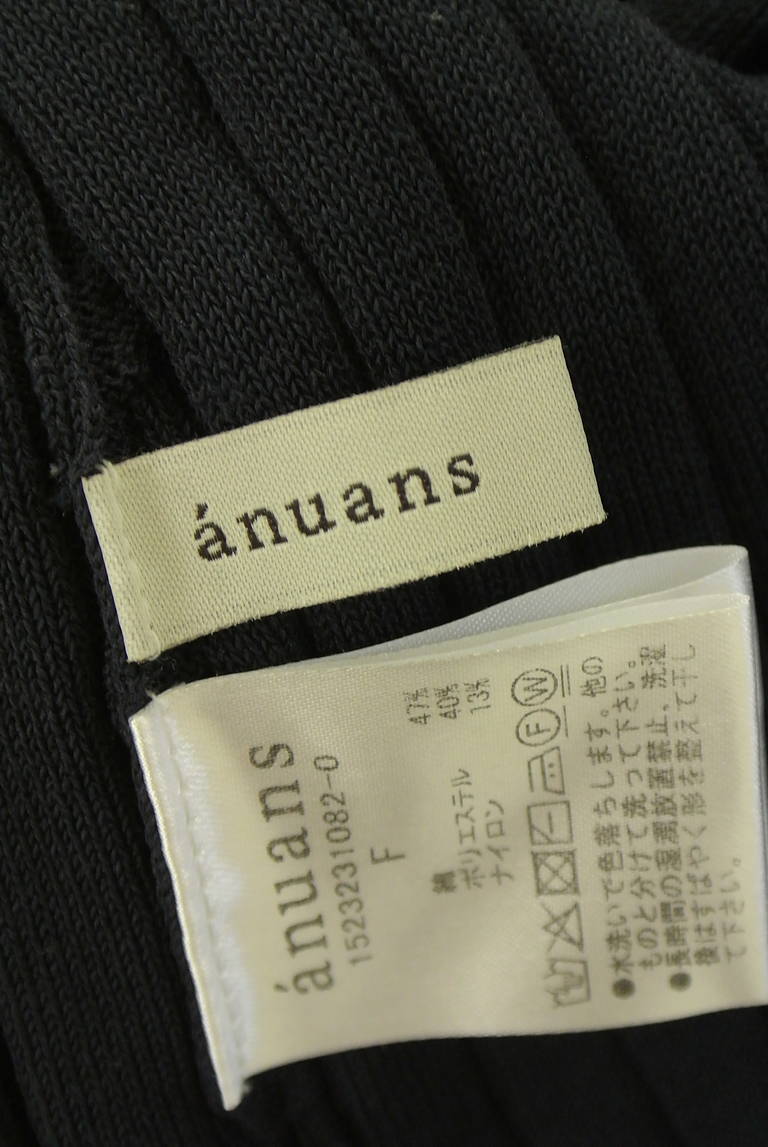 ánuans
ánuans
1523231082-0
F
綿 47%
ポリエステル 40%
ナイロン 13%
F W
●水洗いで色落ちします。他の
ものと分けて洗って下さい。
●長時間の湿潤放置禁止、洗濯
後はすばやく形を整えて干し
て下さい。